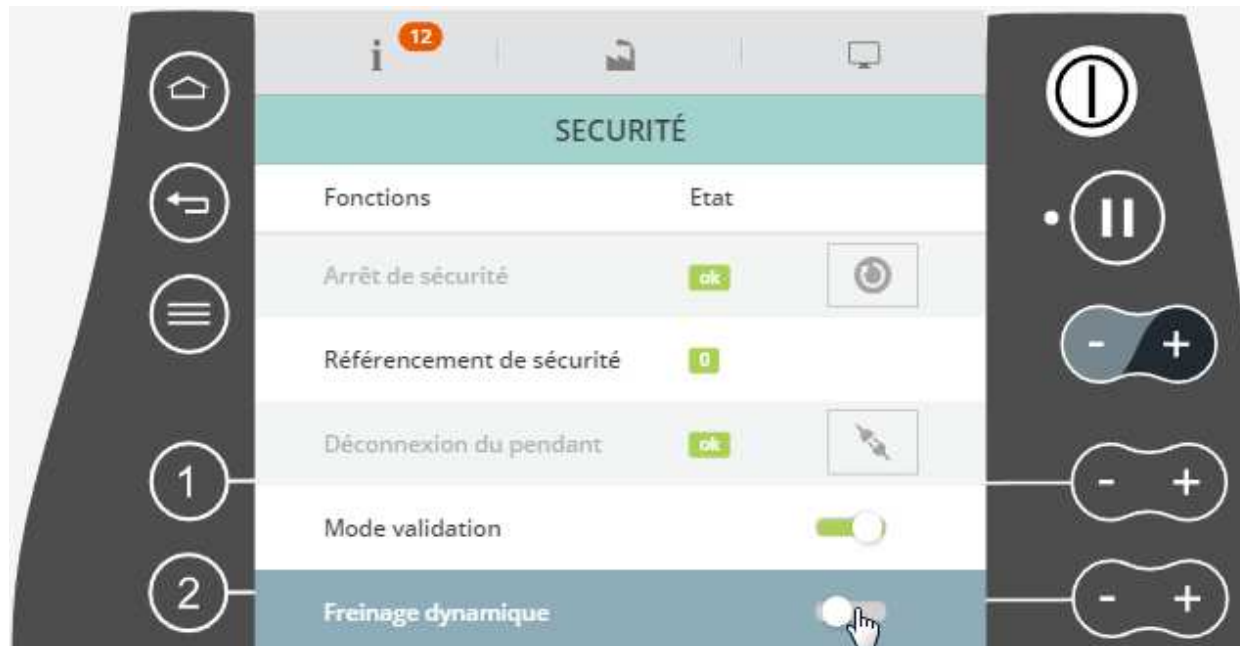 i 12
SECURITÉ
Fonctions Etat
Arrêt de sécurité ok
Référencement de sécurité 0
Déconnexion du pendant ok
Mode validation
Freinage dynamique
- +
1 - +
2 - +